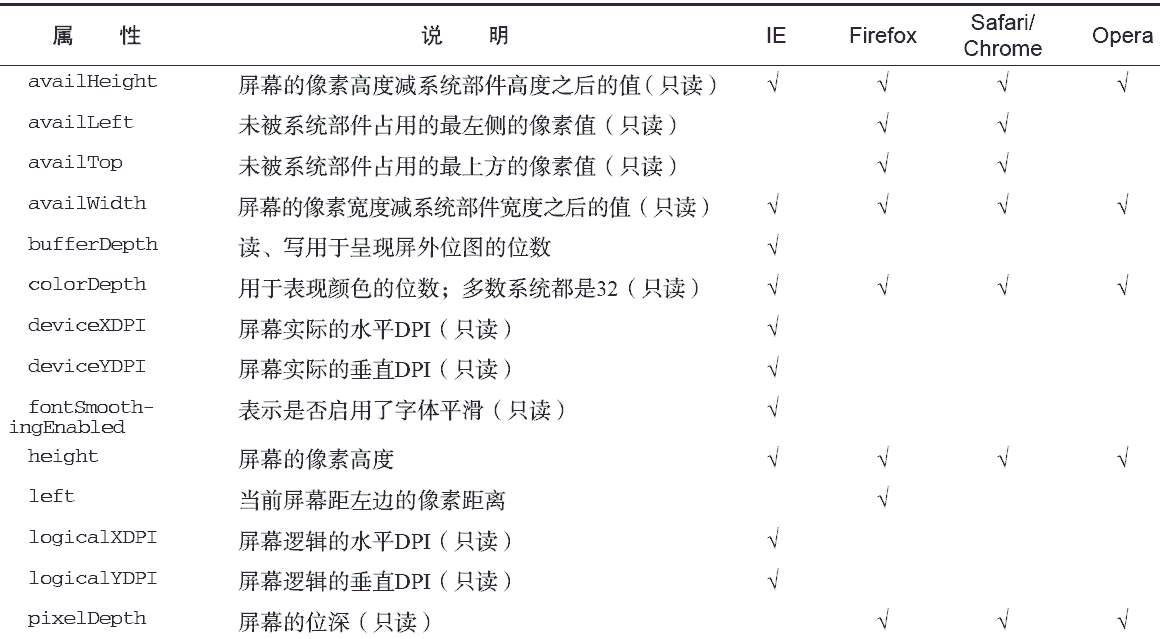 属 性 说 明 IE Firefox Safari/ Opera
Chrome
availHeight 屏幕的像素高度减系统部件高度之后的值(只读) √ √ √ √
availLeft 未被系统部件占用的最左侧的像素值(只读) √ √
availTop 未被系统部件占用的最上方的像素值(只读) √ √
availWidth 屏幕的像素宽度减系统部件宽度之后的值(只读) √ √ √ √
bufferDepth 读、写用于呈现屏外位图的位数 √
colorDepth 用于表现颜色的位数;多数系统都是32(只读) √ √ √ √
deviceXDPI 屏幕实际的水平DPI(只读) √
deviceYDPI 屏幕实际的垂直DPI(只读) √
fontSmooth- 表示是否启用了字体平滑(只读) √
ingEnabled
height 屏幕的像素高度 √ √ √ √
left 当前屏幕距左边的像素距离 √
logicalXDPI 屏幕逻辑的水平DPI(只读) √
logicalYDPI 屏幕逻辑的垂直DPI(只读) √
pixelDepth 屏幕的位深(只读) √ √ √